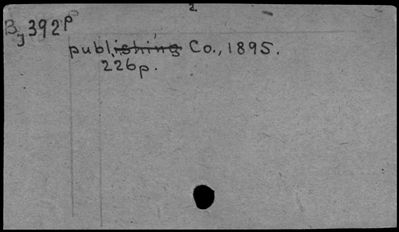 2
BJ392p
publishing Co., 1895.
226p.